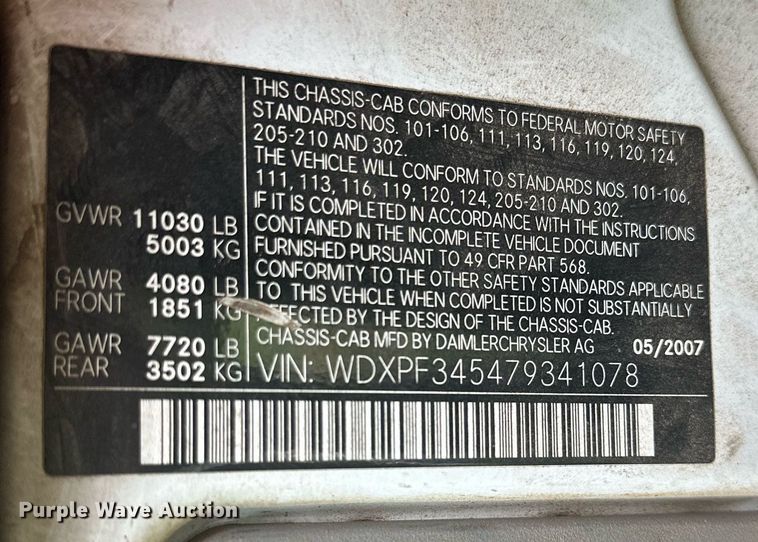 THIS CHASSIS-CAB CONFORMS TO FEDERAL MOTOR SAFETY
STANDARDS NOS. 101-106, 111, 113, 116, 119, 120, 124,
205-210 AND 302.
THE VEHICLE WILL CONFORM TO STANDARDS NOS. 101-106,
111, 113, 116, 119, 120, 124, 205-210 AND 302.
IF IT IS COMPLETED IN ACCORDANCE WITH THE INSTRUCTIONS
CONTAINED IN THE INCOMPLETE VEHICLE DOCUMENT
FURNISHED PURSUANT TO 49 CFR PART 568.
CONFORMITY TO THE OTHER SAFETY STANDARDS APPLICABLE
TO THIS VEHICLE WHEN COMPLETED IS NOT SUBSTANTIALLY
EFFECTED BY THE DESIGN OF THE CHASSIS-CAB.
CHASSIS-CAB MFD BY DAIMLERCHRYSLER AG 05/2007
GVWR 11030 LB
5003 KG
GAWR 4080 LB
FRONT 1851 KG
GAWR 7720 LB
REAR 3502 KG
VIN: WDXPF345479341078
Purple Wave Auction